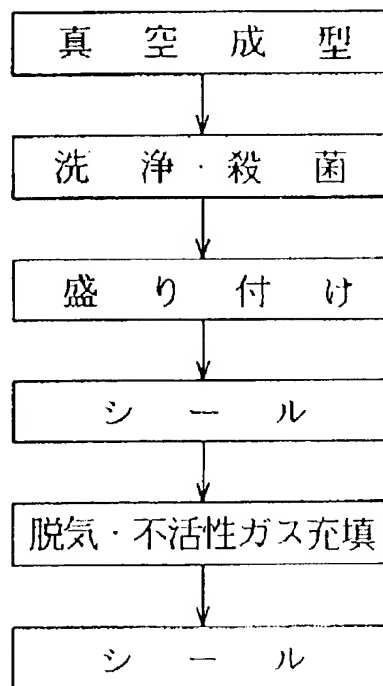 真空成型
洗浄・殺菌
盛り付け
シール
脱気・不活性ガス充填
シール